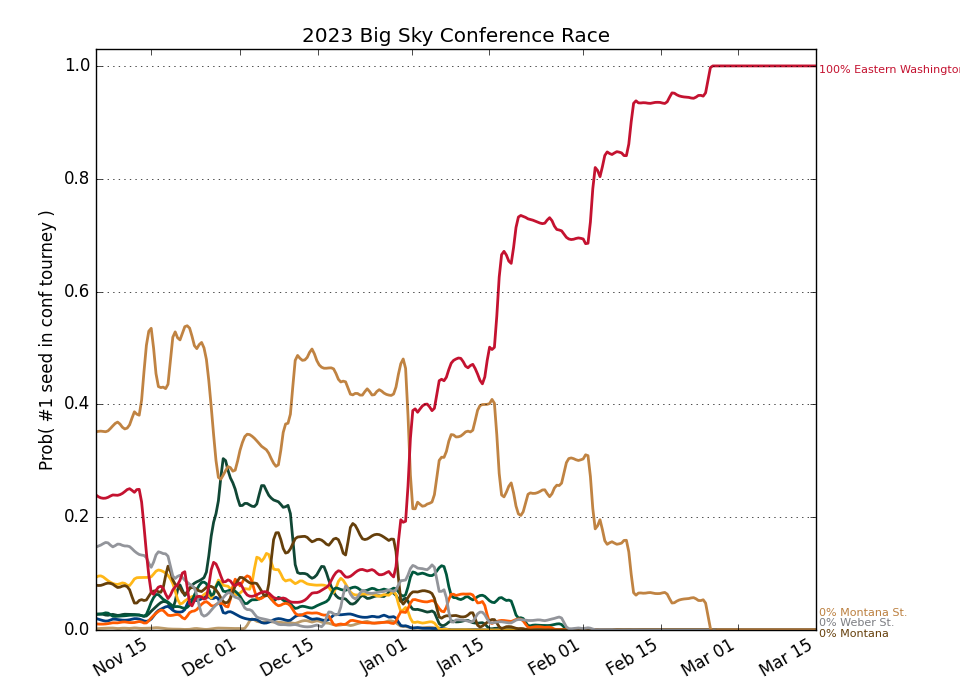 2023 Big Sky Conference Race
Prob( #1 seed in conf tourney )
1.0
0.8
0.6
0.4
0.2
0.0
Nov 15
Dec 01
Dec 15
Jan 01
Jan 15
Feb 01
Feb 15
Mar 01
Mar 15
100% Eastern Washington
0% Montana St.
0% Weber St.
0% Montana